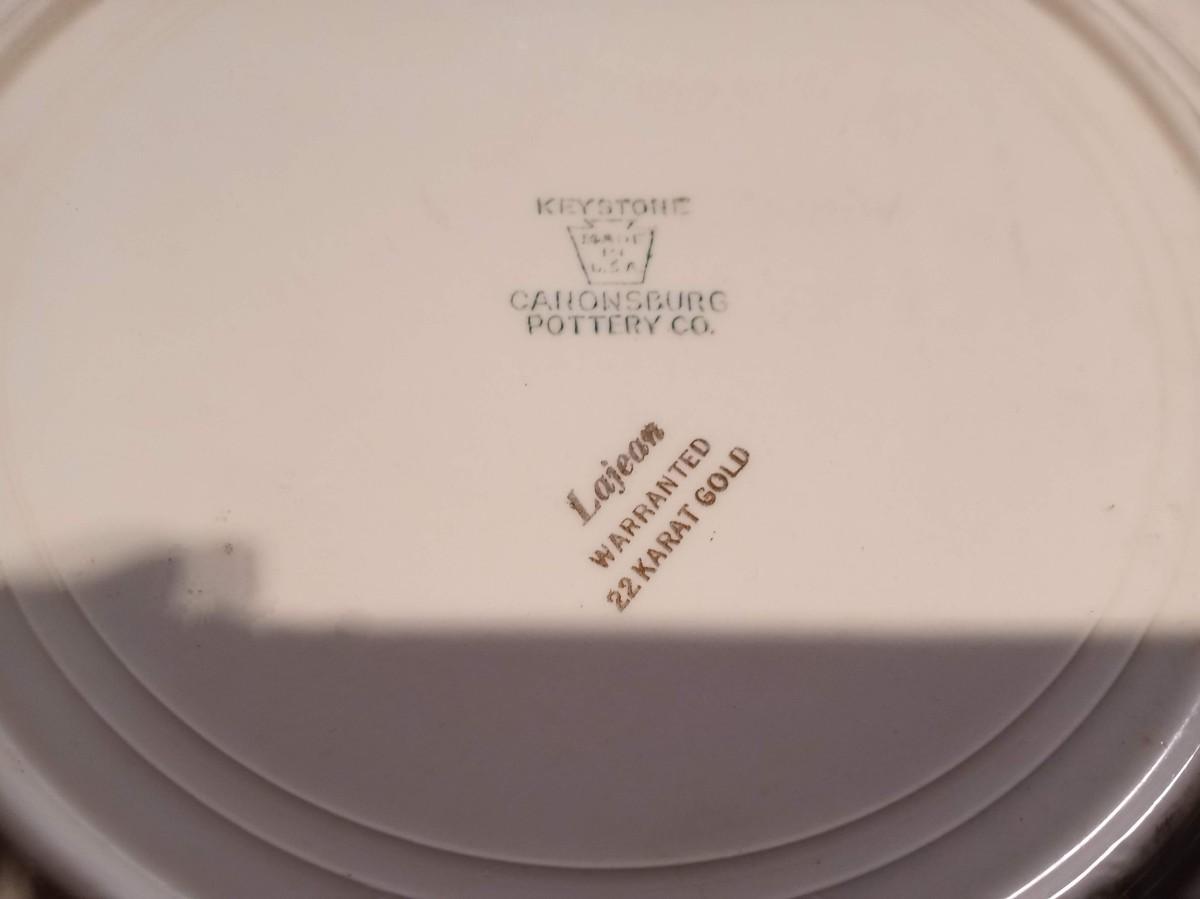 KEYSTONE
MADE
IN
U.S.A.
CANONSBURG
POTTERY CO.
Lajean
WARRANTED
22 KARAT GOLD